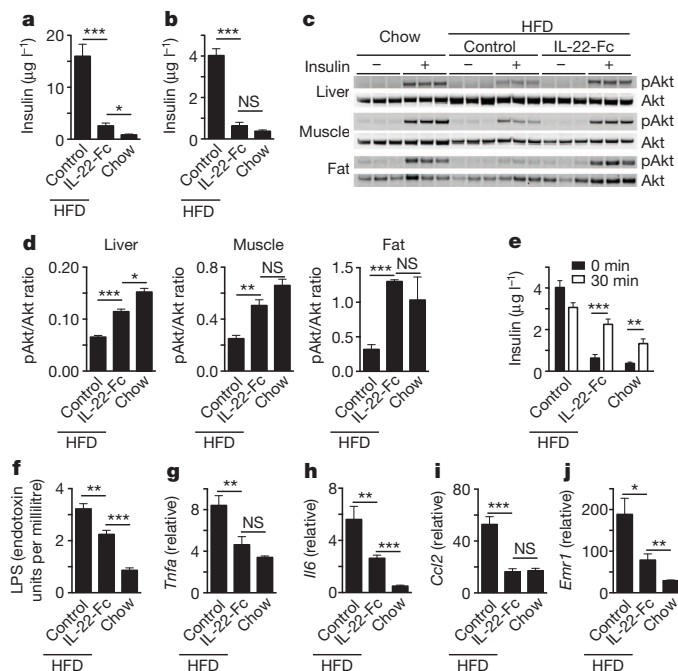 a
Insulin (µg l⁻¹)
20
10
0
***
*
Control
IL-22-Fc
Chow
HFD
b
Insulin (µg l⁻¹)
6
4
2
0
***
NS
Control
IL-22-Fc
Chow
HFD
c
HFD
Chow Control IL-22-Fc
Insulin – + – + – +
Liver
pAkt
Akt
Muscle
pAkt
Akt
Fat
pAkt
Akt
d
Liver
pAkt/Akt ratio
0.20
0.10
0.00
***
*
Control
IL-22-Fc
Chow
HFD
Muscle
pAkt/Akt ratio
0.8
0.4
0.0
**
NS
Control
IL-22-Fc
Chow
HFD
Fat
pAkt/Akt ratio
1.5
1.0
0.5
0.0
***
NS
Control
IL-22-Fc
Chow
HFD
e
0 min
30 min
Insulin (µg l⁻¹)
4
2
0
***
**
Control
IL-22-Fc
Chow
HFD
f
LPS (endotoxin
units per millilitre)
4
2
0
**
***
Control
IL-22-Fc
Chow
HFD
g
Tnfa (relative)
12
8
4
0
**
NS
Control
IL-22-Fc
Chow
HFD
h
Il6 (relative)
8
4
0
**
***
Control
IL-22-Fc
Chow
HFD
i
Ccl2 (relative)
80
40
0
***
NS
Control
IL-22-Fc
Chow
HFD
j
Emr1 (relative)
200
100
0
*
**
Control
IL-22-Fc
Chow
HFD